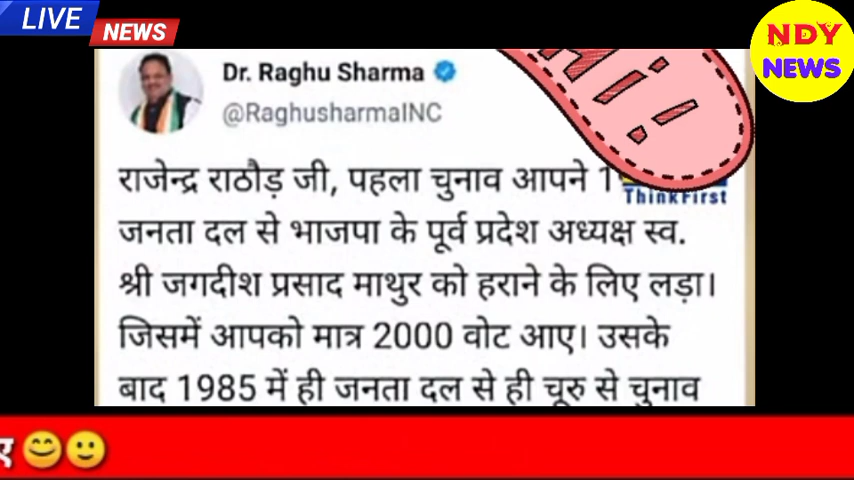 LIVE
NEWS
NDY
NEWS
Hi!
Dr. Raghu Sharma
@RaghusharmaINC
राजेन्द्र राठौड़ जी, पहला चुनाव आपने
ThinkFirst
जनता दल से भाजपा के पूर्व प्रदेश अध्यक्ष स्व.
श्री जगदीश प्रसाद माथुर को हराने के लिए लड़ा।
जिसमें आपको मात्र 2000 वोट आए। उसके
बाद 1985 में ही जनता दल से ही चूरु से चुनाव